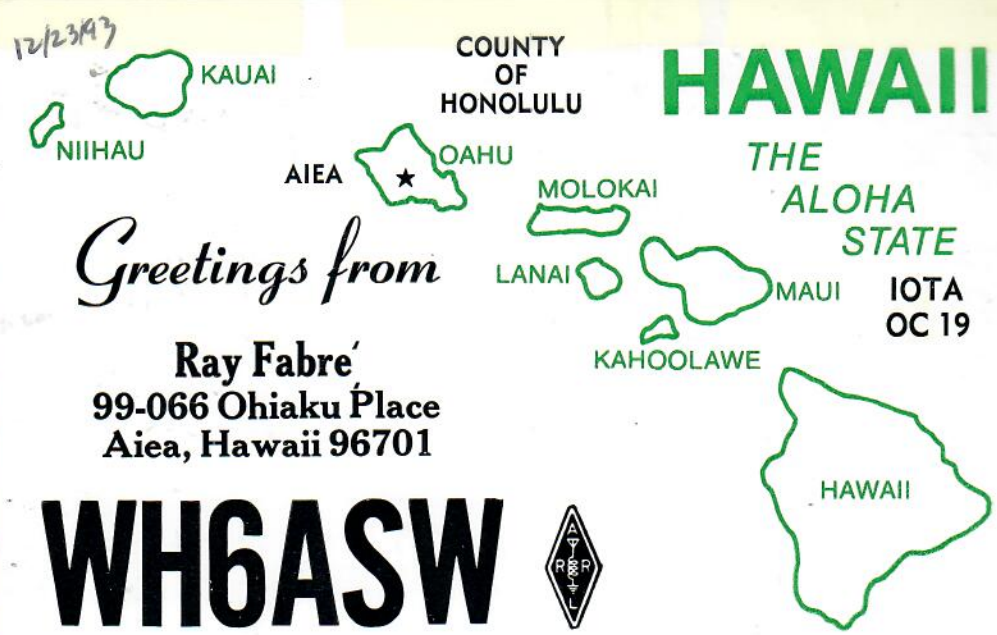 12/23/93
KAUAI
NIIHAU
COUNTY
OF
HONOLULU
HAWAII
AIEA
OAHU
MOLOKAI
LANAI
MAUI
KAHOOLAWE
THE
ALOHA
STATE
IOTA
OC 19
Greetings from
Ray Fabre´
99-066 Ohiaku Place
Aiea, Hawaii 96701
HAWAII
WH6ASW
A
R R
L